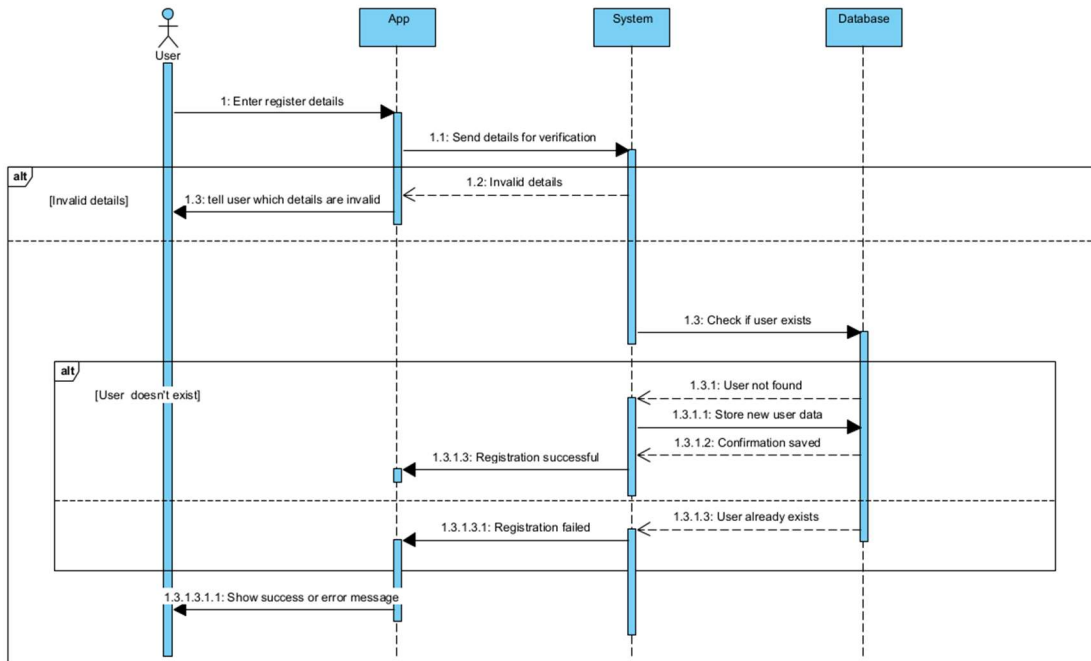 App
System
Database
User
1: Enter register details
1.1: Send details for verification
alt
1.2: Invalid details
[Invalid details]
1.3: tell user which details are invalid
1.3: Check if user exists
alt
1.3.1: User not found
[User doesn't exist]
1.3.1.1: Store new user data
1.3.1.2: Confirmation saved
1.3.1.3: Registration successful
1.3.1.3: User already exists
1.3.1.3.1: Registration failed
1.3.1.3.1.1: Show success or error message